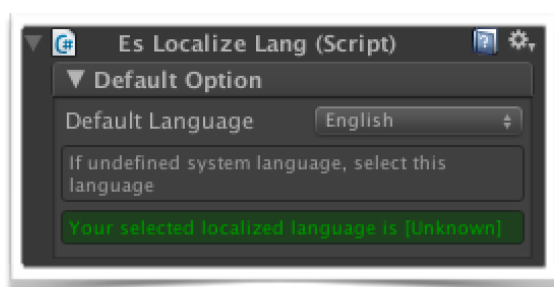 Es Localize Lang (Script)
Default Option
Default Language English
If undefined system language, select this
language
Your selected localized language is [Unknown]